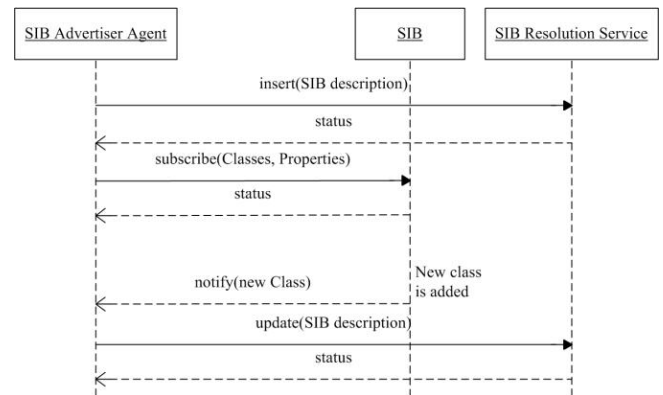 SIB Advertiser Agent
SIB
SIB Resolution Service
insert(SIB description)
status
subscribe(Classes, Properties)
status
New class
is added
notify(new Class)
update(SIB description)
status